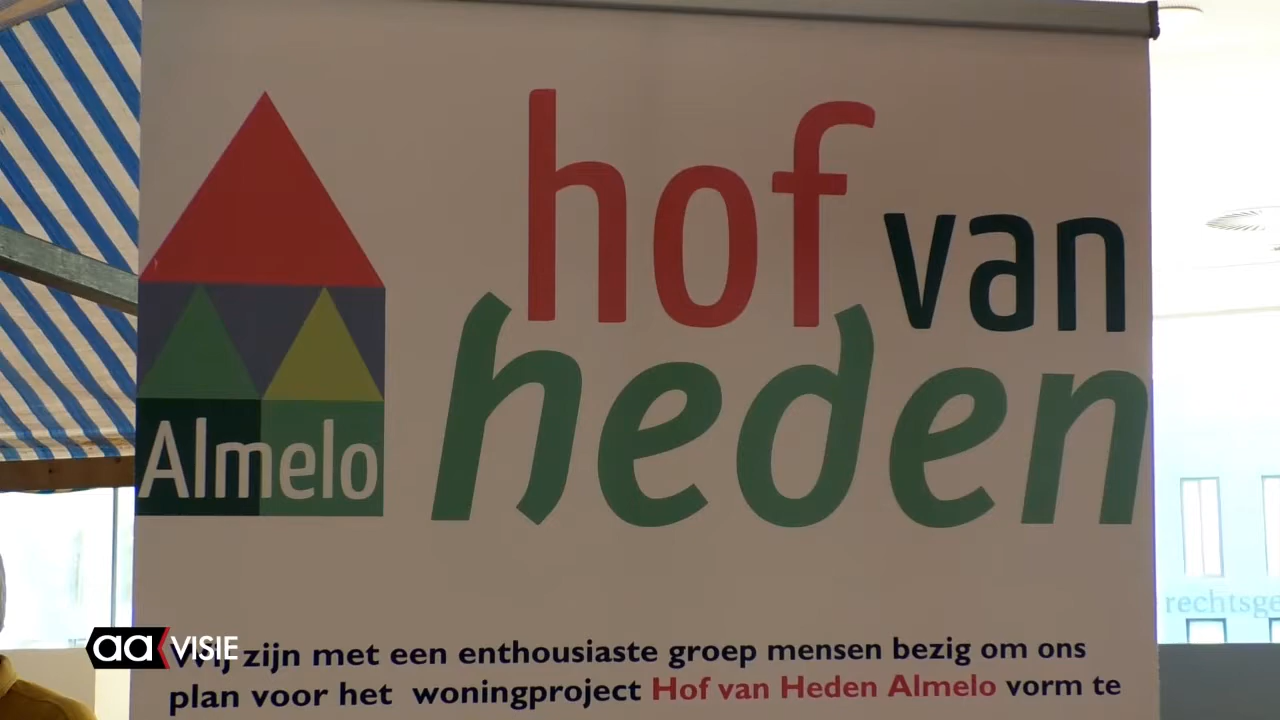 hof van
heden
Almelo
Wij zijn met een enthousiaste groep mensen bezig om ons
plan voor het woningproject Hof van Heden Almelo vorm te
aa VISIE
rechtsge